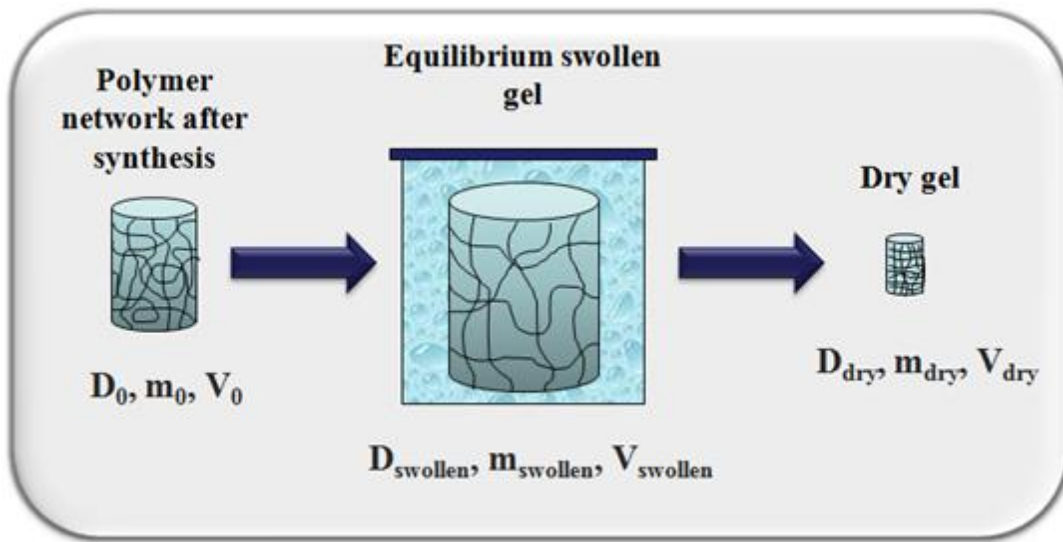 Polymer
network after
synthesis
D0, m0, V0
Equilibrium swollen
gel
Dswollen, mswollen, Vswollen
Dry gel
Ddry, mdry, Vdry